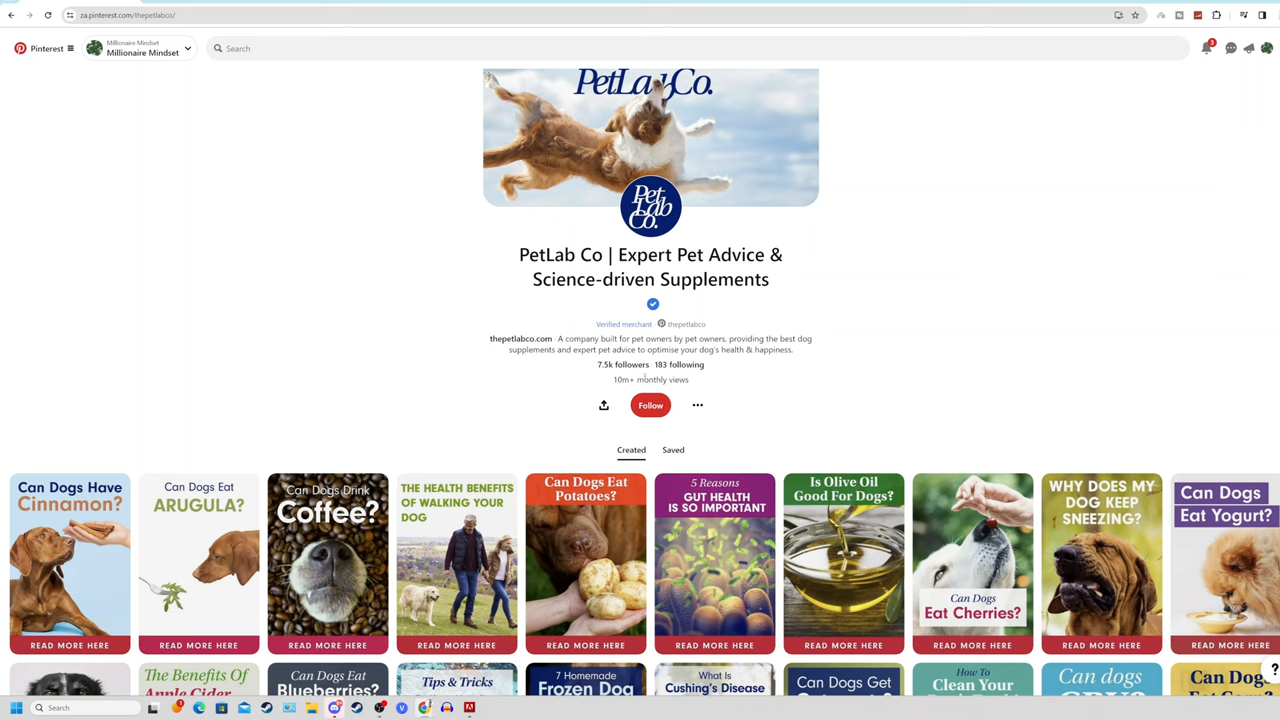 za.pinterest.com/thepetlabco/
Pinterest
Millionaire Mindset
Millionaire Mindset
Search
3
PetLabCo.
Pet
Lab
Co.
PetLab Co | Expert Pet Advice &
Science-driven Supplements
Verified merchant · thepetlabco
thepetlabco.com · A company built for pet owners by pet owners, providing the best dog
supplements and expert pet advice to optimise your dog's health & happiness.
7.5k followers · 183 following
10m+ monthly views
Follow
Created
Saved
Can Dogs Have
Cinnamon?
READ MORE HERE
Can Dogs Eat
ARUGULA?
READ MORE HERE
Can Dogs Drink
Coffee?
READ MORE HERE
THE HEALTH BENEFITS
OF WALKING YOUR
DOG
READ MORE HERE
Can Dogs Eat
Potatoes?
READ MORE HERE
5 Reasons
GUT HEALTH
IS SO IMPORTANT
READ MORE HERE
Is Olive Oil
Good For Dogs?
READ MORE HERE
Can Dogs
Eat Cherries?
READ MORE HERE
WHY DOES MY
DOG KEEP
SNEEZING?
READ MORE HERE
Can Dogs
Eat Yogurt?
READ MORE HERE
The Benefits Of
Apple Cider
Can Dogs Eat
Blueberries?
Tips & Tricks
7 Homemade
Frozen Dog
What Is
Cushing's Disease
Can Dogs Get
How To
Clean Your
Can dogs
Can Dogs
?
Search